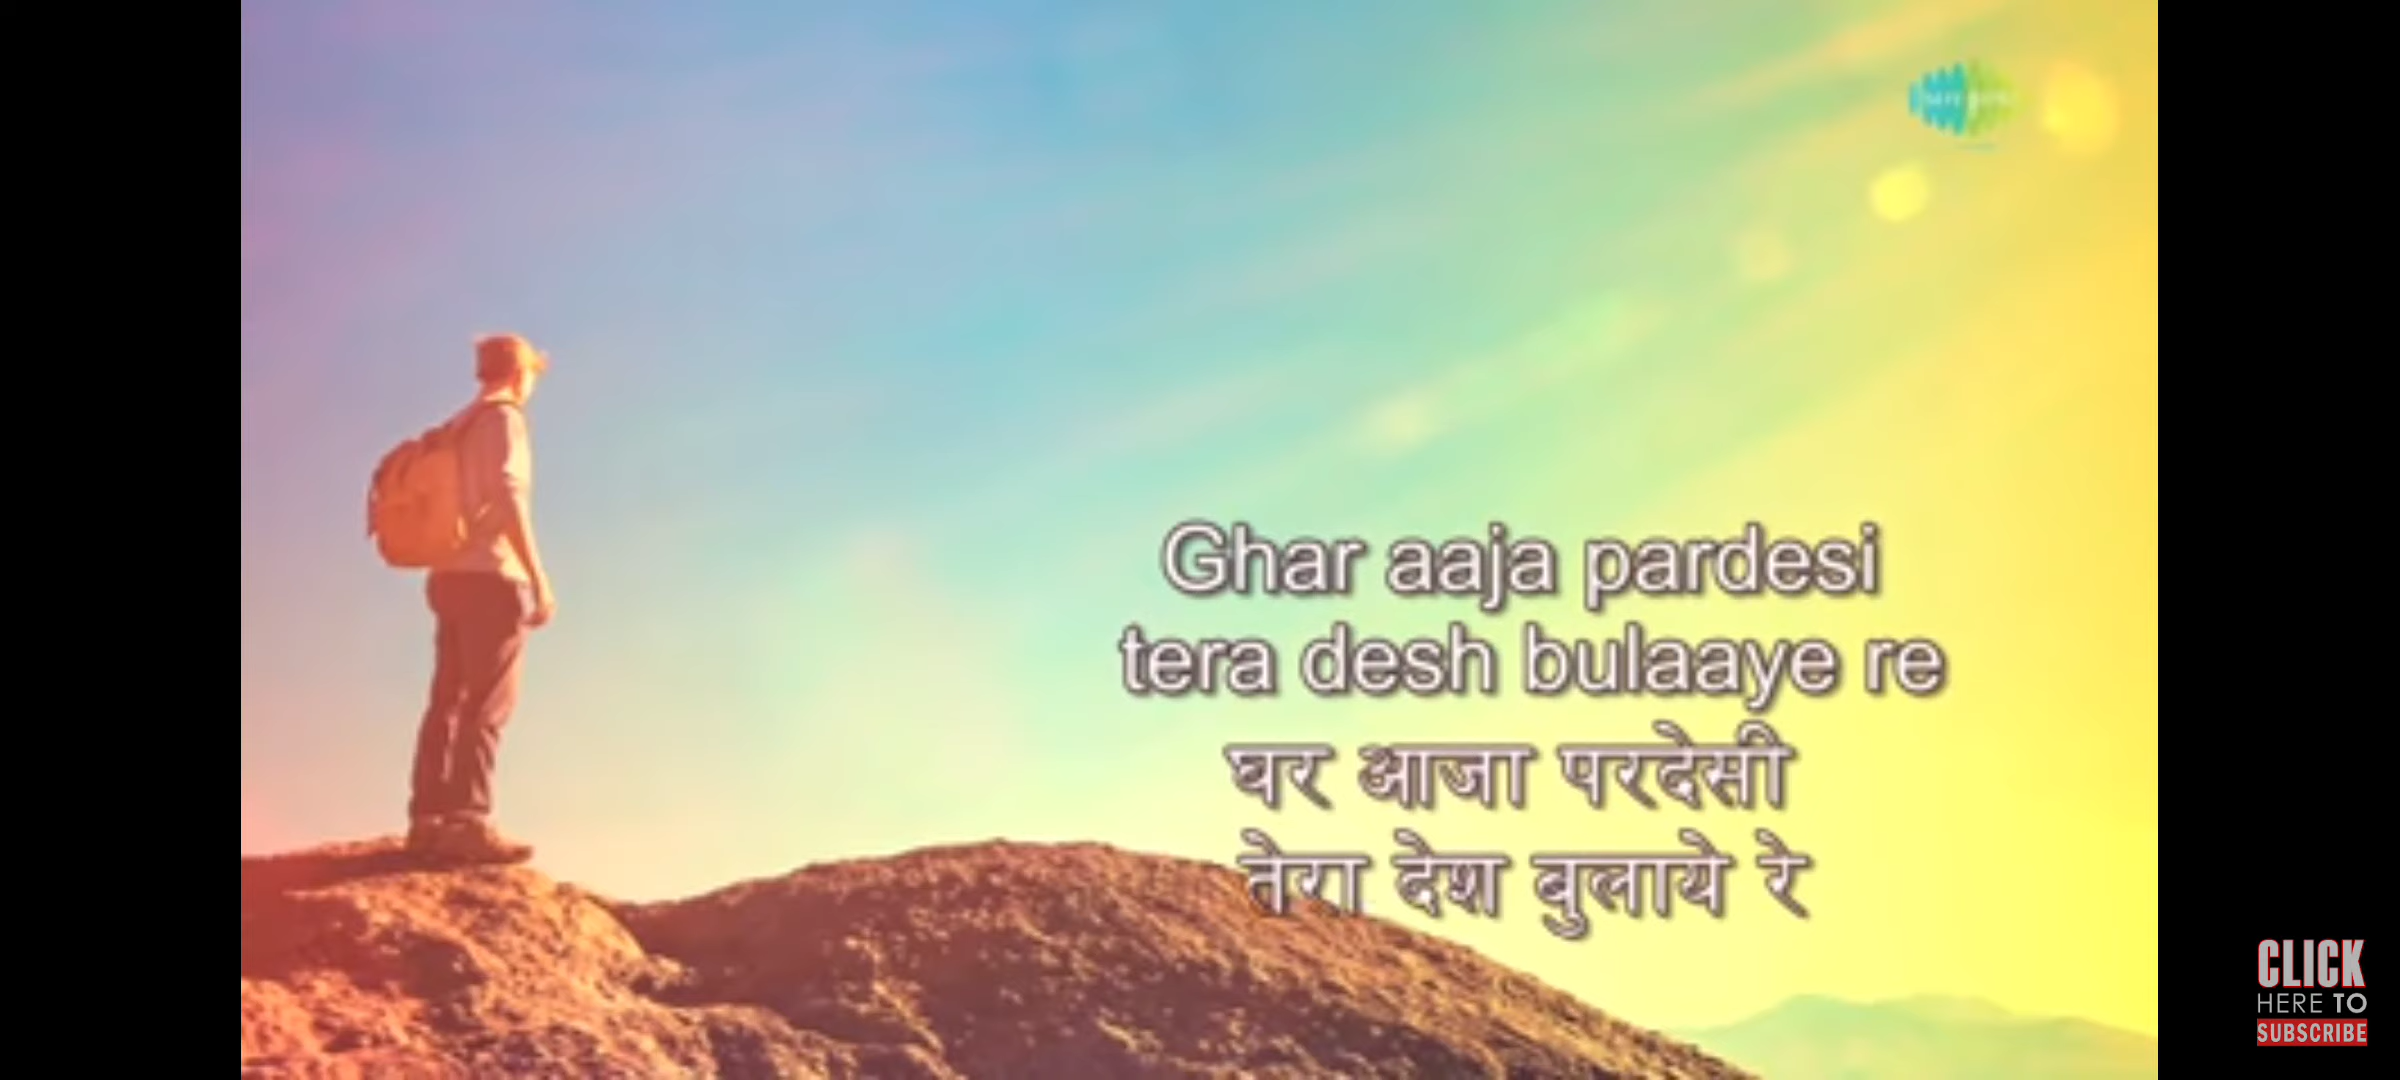 Ghar aaja pardesi
tera desh bulaaye re
घर आजा परदेसी
तेरा देश बुलाये रे
CLICK
HERE TO
SUBSCRIBE